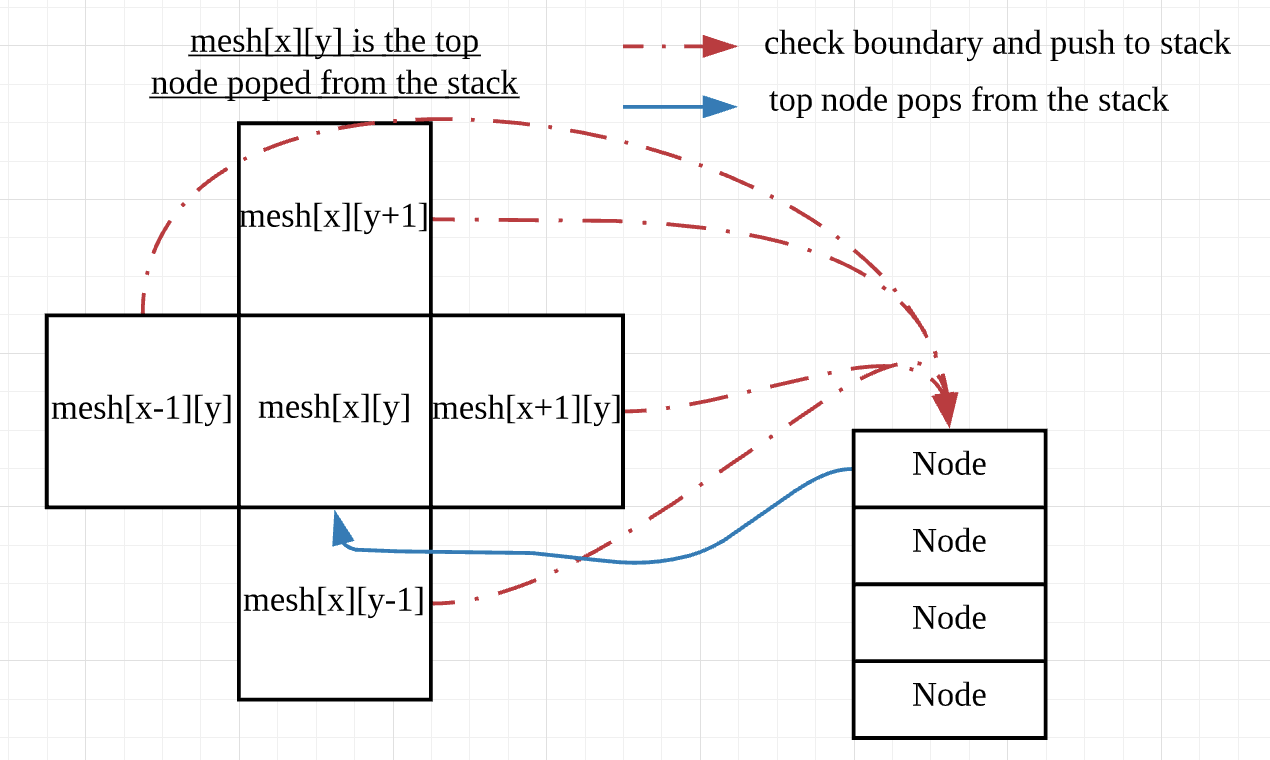 mesh[x][y] is the top
node poped from the stack
check boundary and push to stack
top node pops from the stack
mesh[x][y+1]
mesh[x-1][y]
mesh[x][y]
mesh[x+1][y]
mesh[x][y-1]
Node
Node
Node
Node